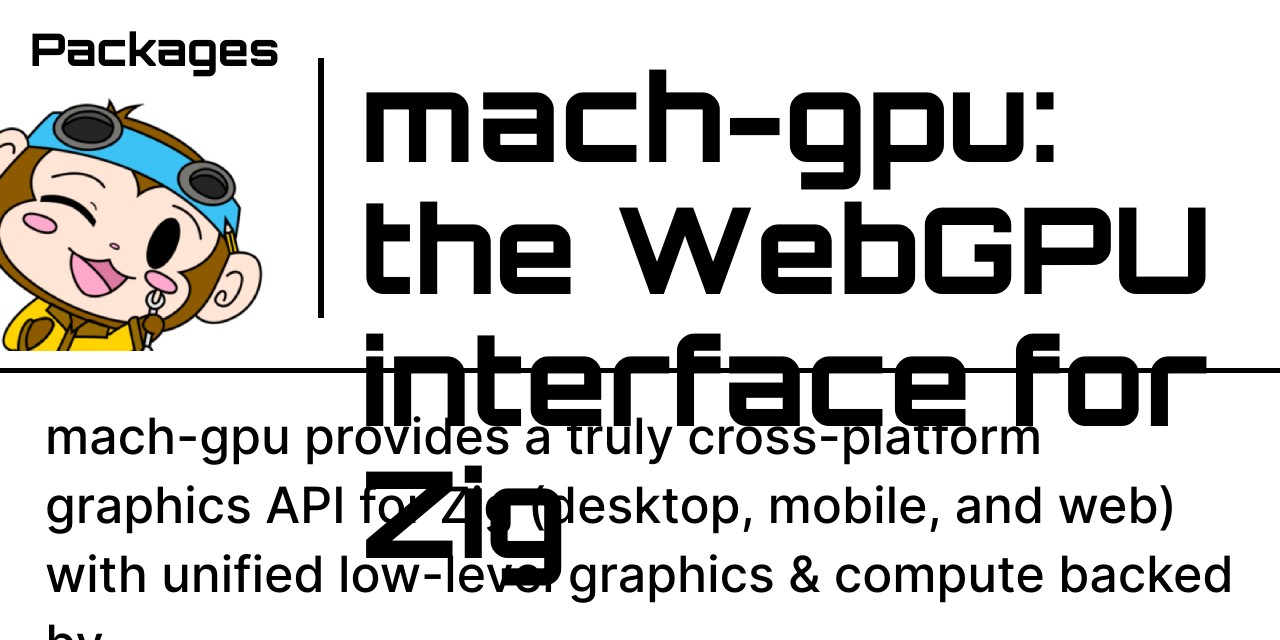 Packages
mach-gpu:
the WebGPU
interface for
Zig
mach-gpu provides a truly cross-platform
graphics API for Zig (desktop, mobile, and web)
with unified low-level graphics & compute backed
by